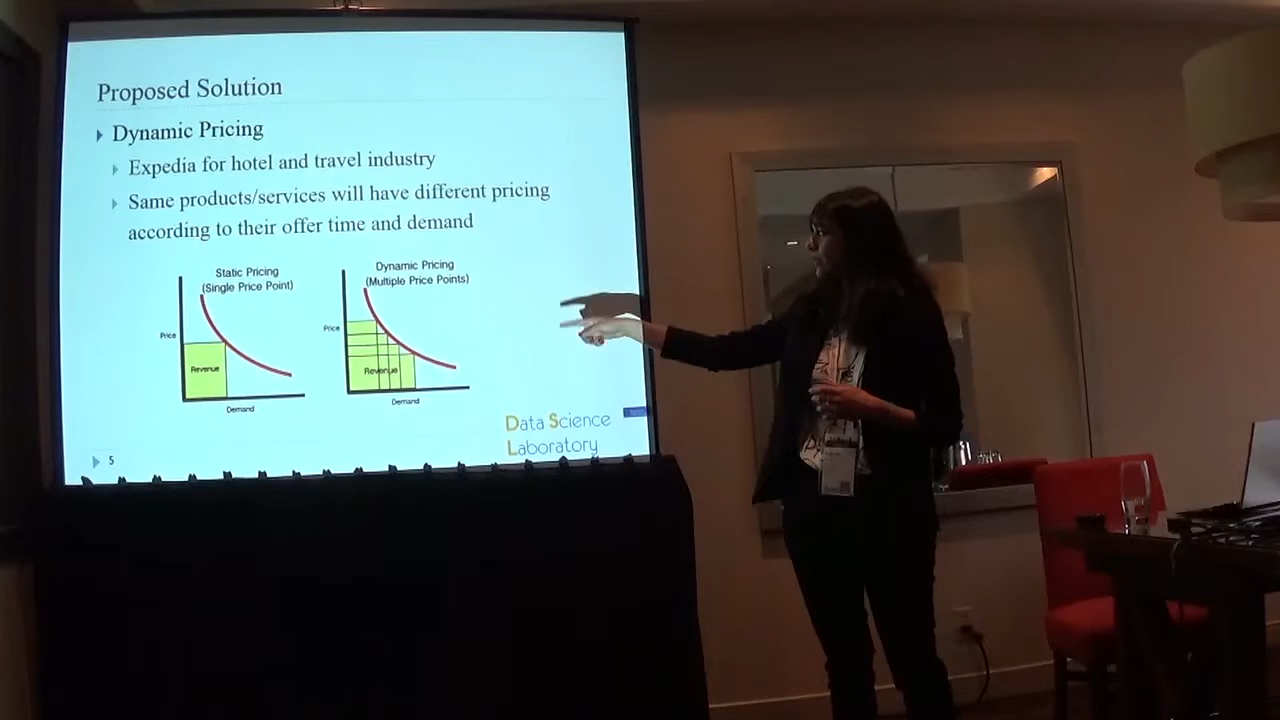 Proposed Solution
Dynamic Pricing
Expedia for hotel and travel industry
Same products/services will have different pricing
according to their offer time and demand
Static Pricing
(Single Price Point)
Price
Revenue
Demand
Dynamic Pricing
(Multiple Price Points)
Price
Revenue
Demand
Data Science
Laboratory
5